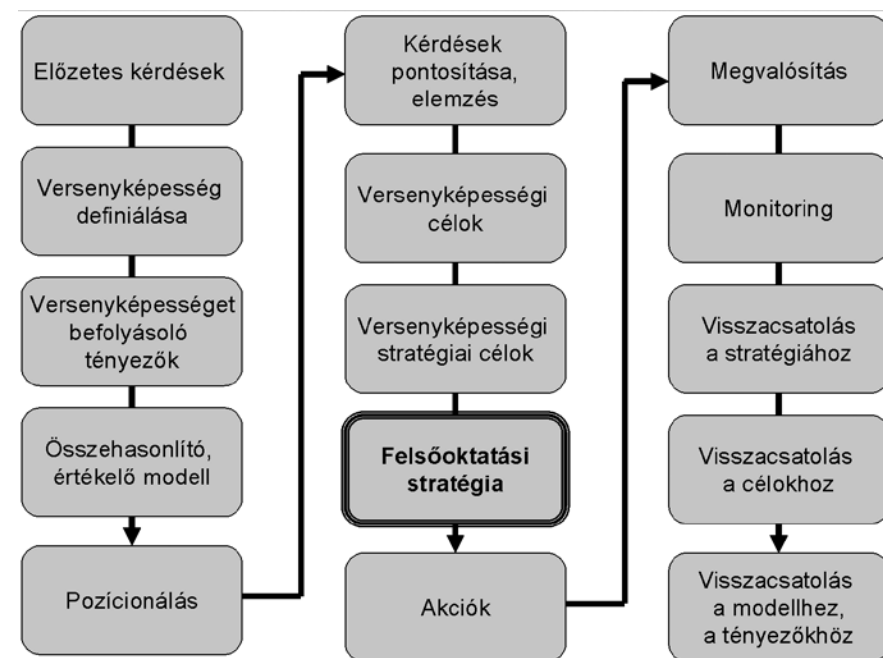 Előzetes kérdések
Versenyképesség
definiálása
Versenyképességet
befolyásoló
tényezők
Összehasonlító,
értékelő modell
Pozícionálás
Kérdések
pontosítása,
elemzés
Versenyképességi
célok
Versenyképességi
stratégiai célok
Felsőoktatási
stratégia
Akciók
Megvalósítás
Monitoring
Visszacsatolás
a stratégiához
Visszacsatolás
a célokhoz
Visszacsatolás
a modellhez,
a tényezőkhöz